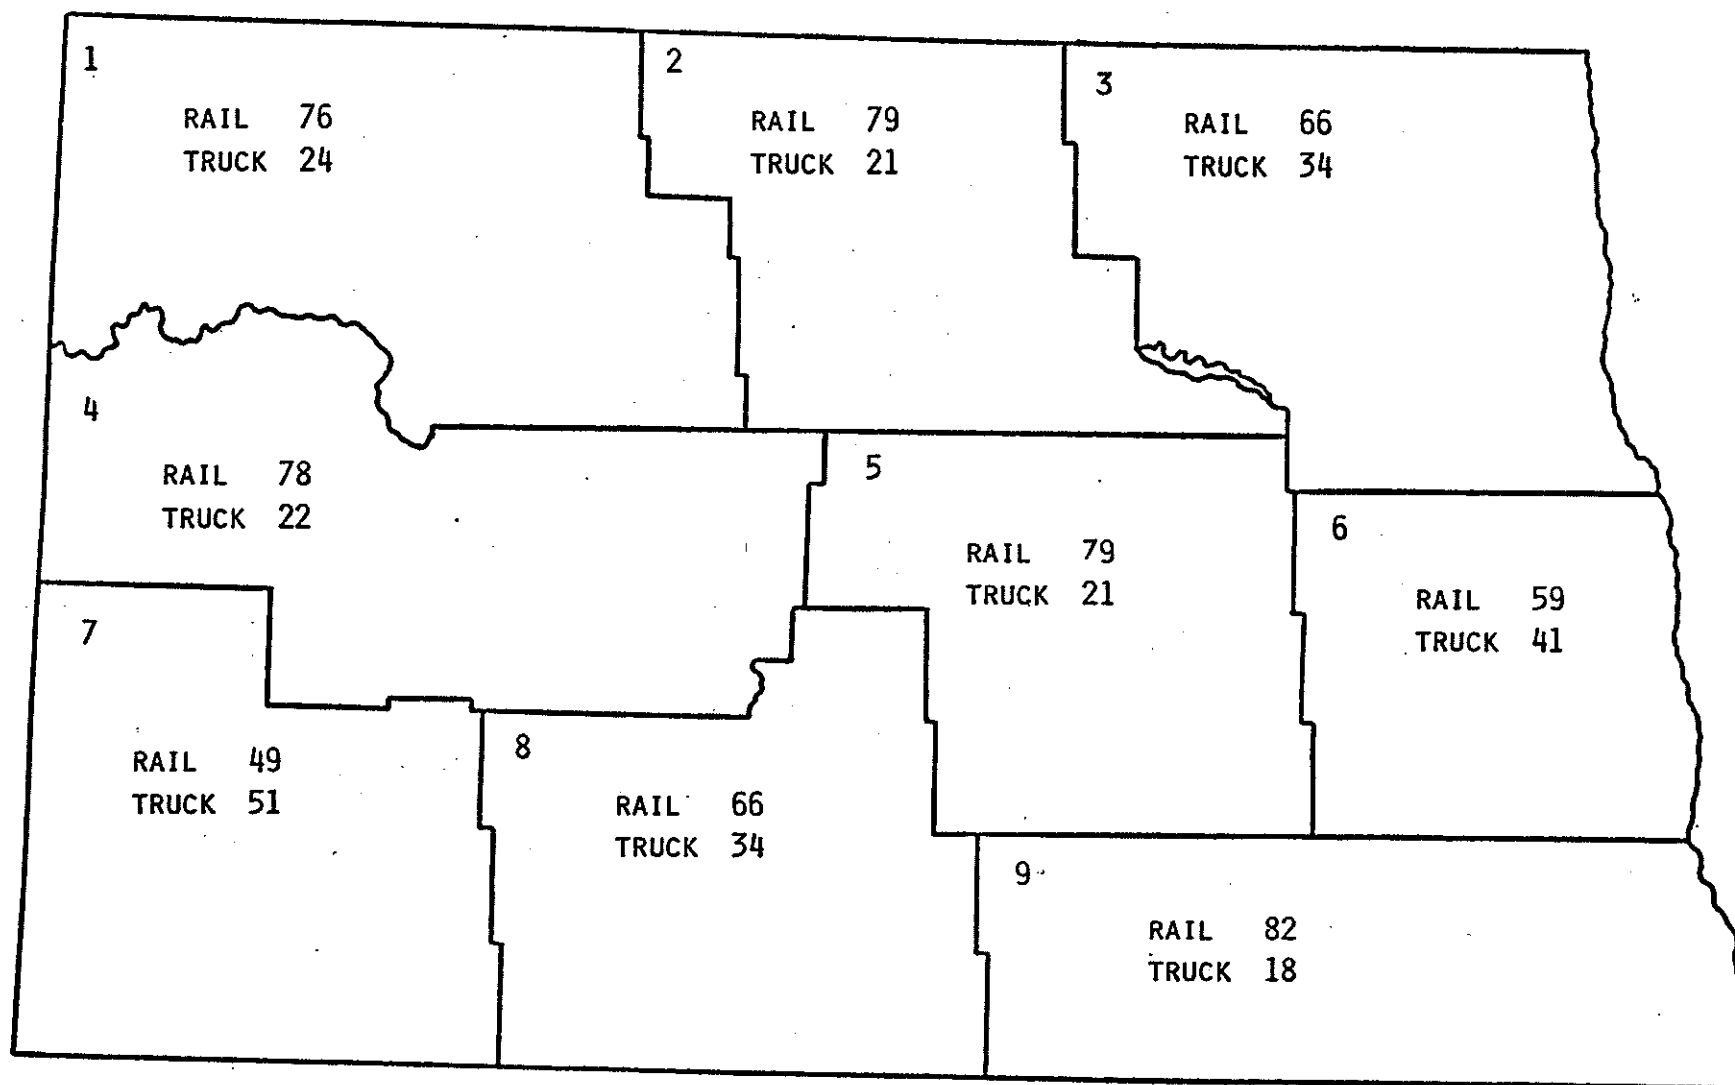 1
RAIL 76
TRUCK 24
2
RAIL 79
TRUCK 21
3
RAIL 66
TRUCK 34
4
RAIL 78
TRUCK 22
5
RAIL 79
TRUCK 21
6
RAIL 59
TRUCK 41
7
RAIL 49
TRUCK 51
8
RAIL 66
TRUCK 34
9
RAIL 82
TRUCK 18